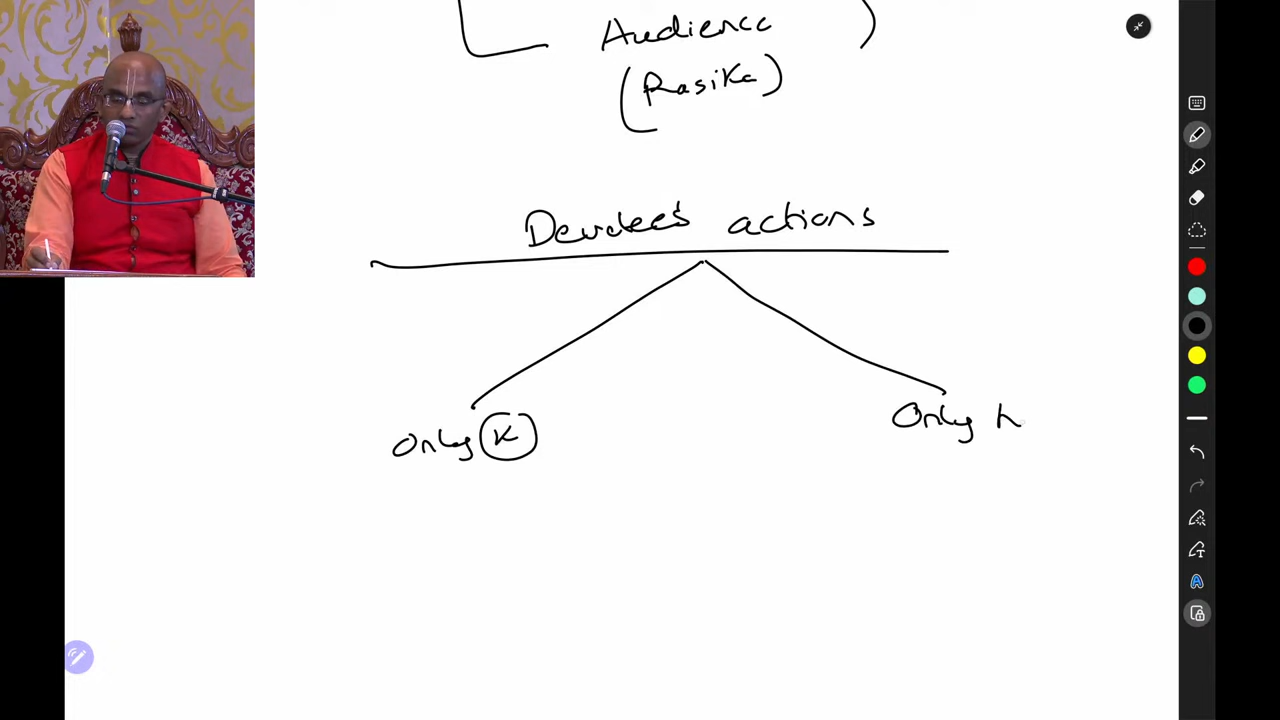 Audience )
(Rasika)
Devotee's actions
Only K
Only h